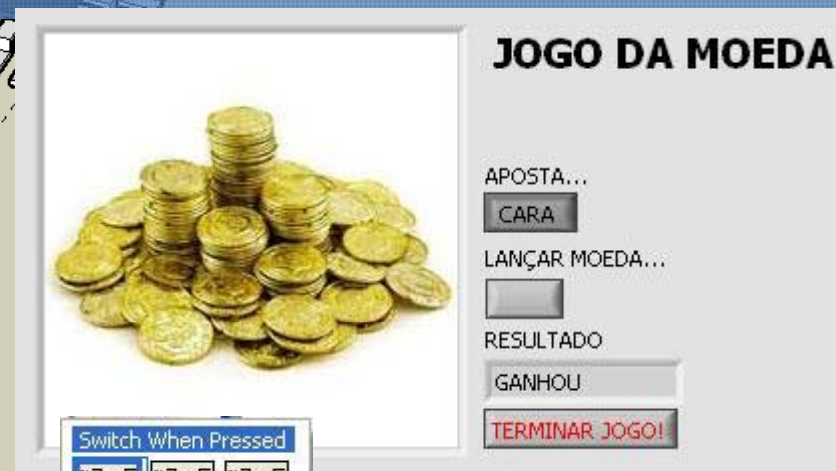 JOGO DA MOEDA
APOSTA...
CARA
LANÇAR MOEDA...
RESULTADO
GANHOU
TERMINAR JOGO!
Switch When Pressed